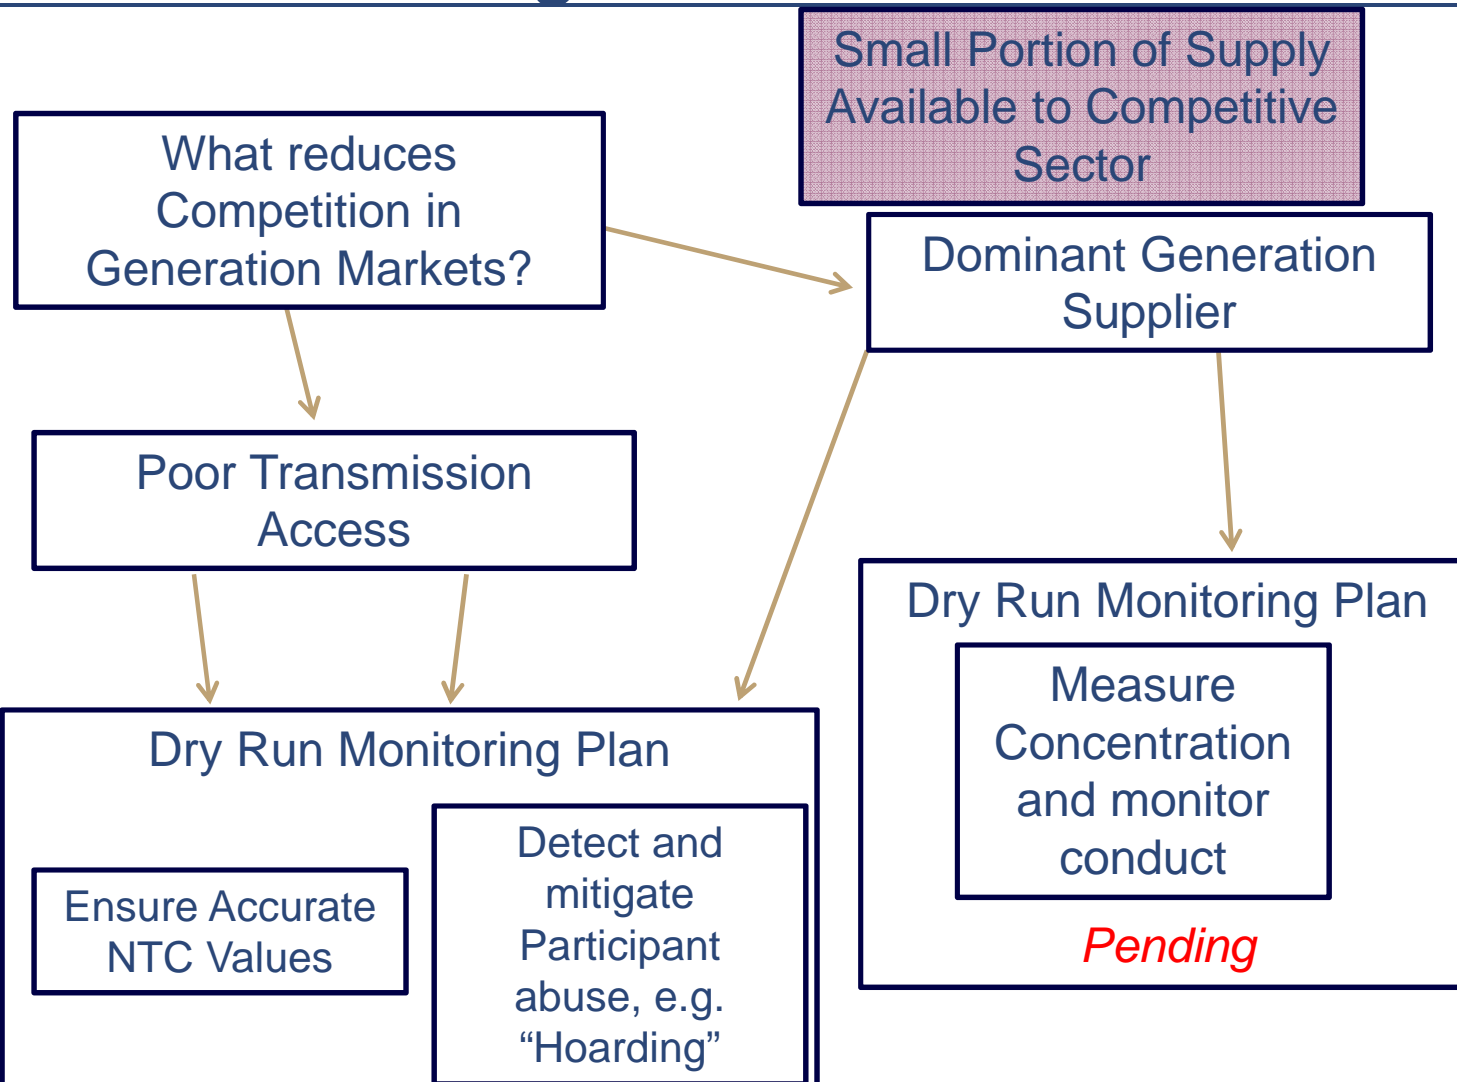 Small Portion of Supply
Available to Competitive
Sector
What reduces
Competition in
Generation Markets?
Dominant Generation
Supplier
Poor Transmission
Access
Dry Run Monitoring Plan
Measure
Concentration
and monitor
conduct
Pending
Dry Run Monitoring Plan
Ensure Accurate
NTC Values
Detect and
mitigate
Participant
abuse, e.g.
“Hoarding”